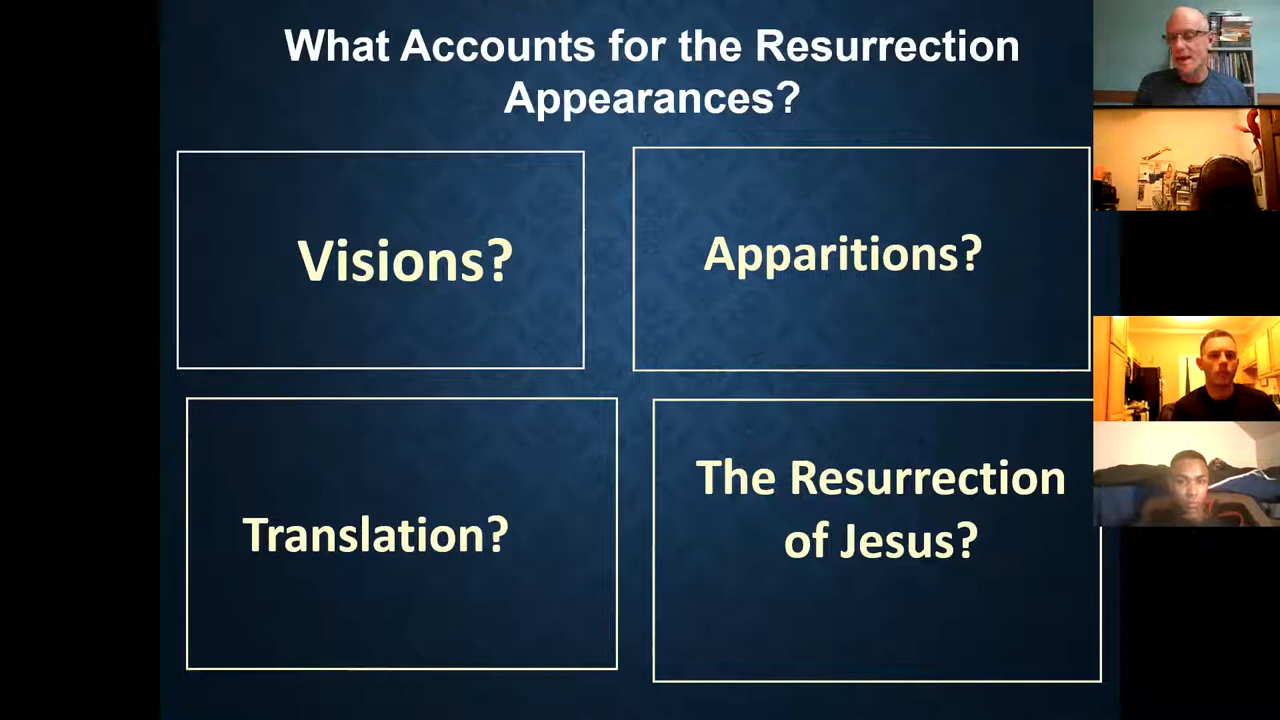 What Accounts for the Resurrection
Appearances?
Visions?
Apparitions?
Translation?
The Resurrection
of Jesus?